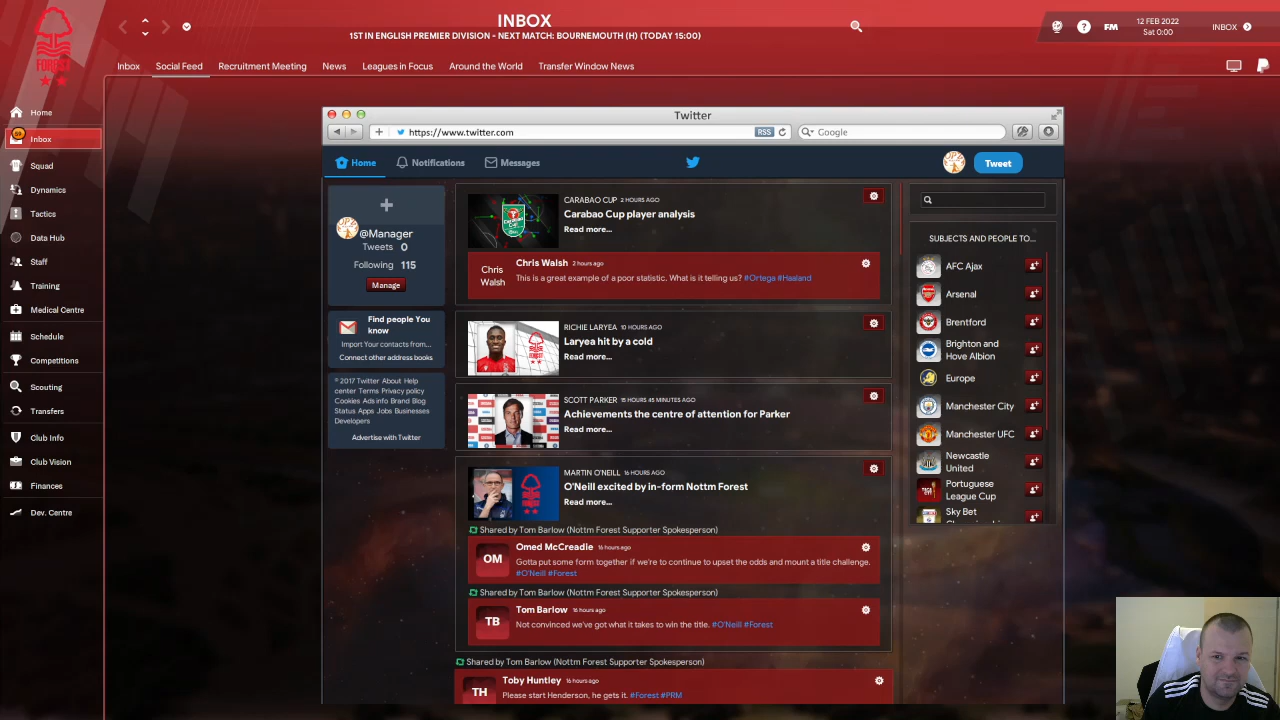 INBOX
1ST IN ENGLISH PREMIER DIVISION - NEXT MATCH: BOURNEMOUTH (H) (TODAY 15:00)
FM
12 FEB 2022
Sat 0:00
INBOX
FOREST
Inbox
Social Feed
Recruitment Meeting
News
Leagues in Focus
Around the World
Transfer Window News
Home
59
Inbox
Squad
Dynamics
Tactics
Data Hub
Staff
Training
Medical Centre
Schedule
Competitions
Scouting
Transfers
Club Info
Club Vision
Finances
Dev. Centre
Twitter
https://www.twitter.com
RSS
Google
Home
Notifications
Messages
Tweet
@Manager
Tweets 0
Following 115
Manage
Find people You
know
Import Your contacts from...
Connect other address books
© 2017 Twitter About Help
center Terms Privacy policy
Cookies Ads info Brand Blog
Status Apps Jobs Businesses
Developers
Advertise with Twitter
CARABAO CUP 2 HOURS AGO
Carabao Cup player analysis
Read more...
Chris
Walsh
Chris Walsh 2 hours ago
This is a great example of a poor statistic. What is it telling us? #Ortega #Haaland
RICHIE LARYEA 10 HOURS AGO
Laryea hit by a cold
Read more...
SCOTT PARKER 15 HOURS 45 MINUTES AGO
Achievements the centre of attention for Parker
Read more...
MARTIN O'NEILL 16 HOURS AGO
O'Neill excited by in-form Nottm Forest
Read more...
Shared by Tom Barlow (Nottm Forest Supporter Spokesperson)
OM
Omed McCreadie 16 hours ago
Gotta put some form together if we're to continue to upset the odds and mount a title challenge.
#O'Neill #Forest
Shared by Tom Barlow (Nottm Forest Supporter Spokesperson)
TB
Tom Barlow 16 hours ago
Not convinced we've got what it takes to win the title. #O'Neill #Forest
Shared by Tom Barlow (Nottm Forest Supporter Spokesperson)
TH
Toby Huntley 16 hours ago
Please start Henderson, he gets it. #Forest #PRM
SUBJECTS AND PEOPLE TO...
AFC Ajax
Arsenal
Brentford
Brighton and
Hove Albion
Europe
Manchester City
Manchester UFC
Newcastle
United
Portuguese
League Cup
Sky Bet